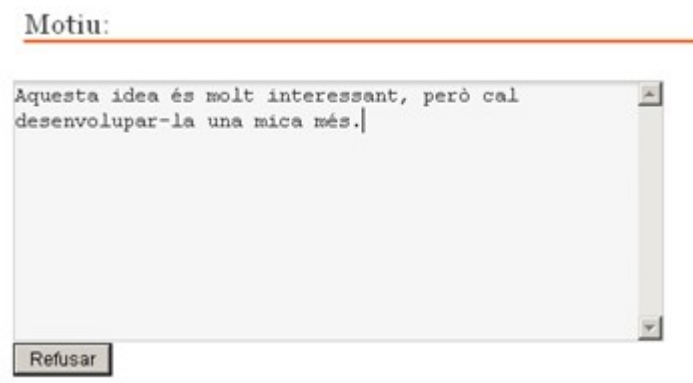 Motiu:
Aquesta idea és molt interessant, però cal
desenvolupar-la una mica més.
Refusar